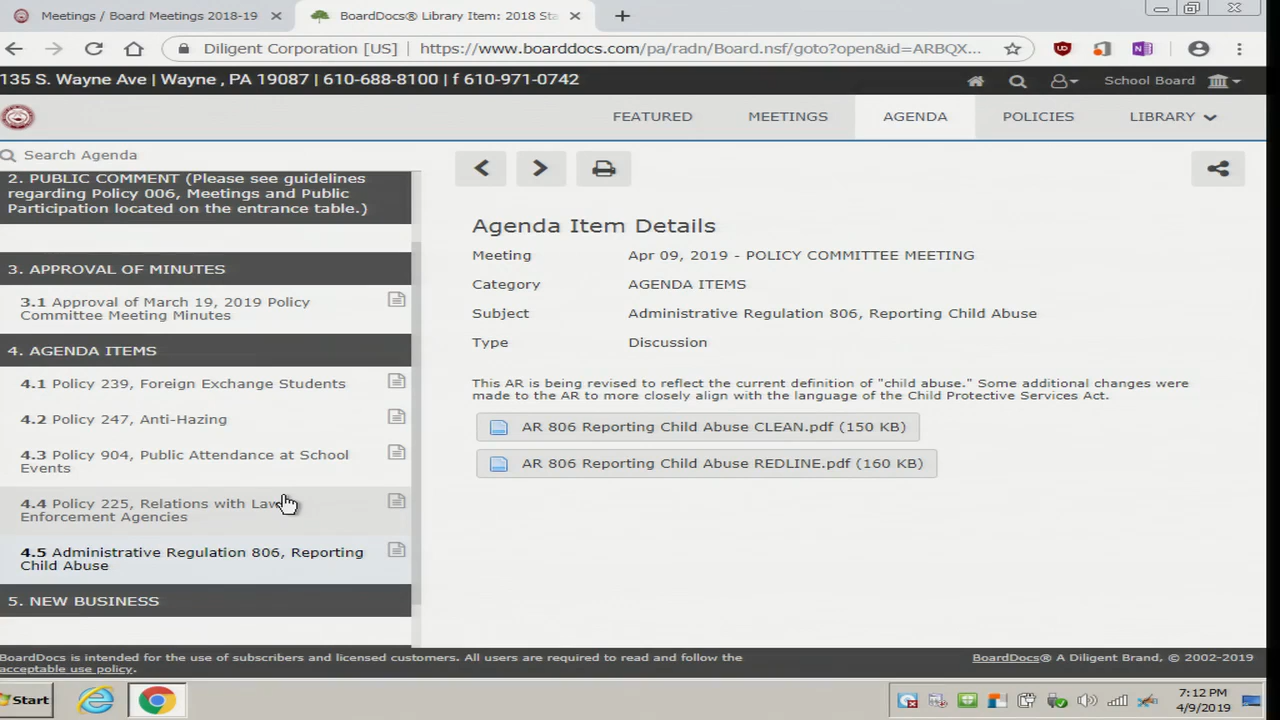 Meetings / Board Meetings 2018-19
BoardDocs® Library Item: 2018 Sta
Diligent Corporation [US] | https://www.boarddocs.com/pa/radn/Board.nsf/goto?open&id=ARBQX...
135 S. Wayne Ave | Wayne , PA 19087 | 610-688-8100 | f 610-971-0742
School Board
FEATURED MEETINGS AGENDA POLICIES LIBRARY
Search Agenda
2. PUBLIC COMMENT (Please see guidelines
regarding Policy 006, Meetings and Public
Participation located on the entrance table.)
3. APPROVAL OF MINUTES
3.1 Approval of March 19, 2019 Policy
Committee Meeting Minutes
4. AGENDA ITEMS
4.1 Policy 239, Foreign Exchange Students
4.2 Policy 247, Anti-Hazing
4.3 Policy 904, Public Attendance at School
Events
4.4 Policy 225, Relations with Law
Enforcement Agencies
4.5 Administrative Regulation 806, Reporting
Child Abuse
5. NEW BUSINESS
Agenda Item Details
Meeting Apr 09, 2019 - POLICY COMMITTEE MEETING
Category AGENDA ITEMS
Subject Administrative Regulation 806, Reporting Child Abuse
Type Discussion
This AR is being revised to reflect the current definition of "child abuse." Some additional changes were
made to the AR to more closely align with the language of the Child Protective Services Act.
AR 806 Reporting Child Abuse CLEAN.pdf (150 KB)
AR 806 Reporting Child Abuse REDLINE.pdf (160 KB)
BoardDocs is intended for the use of subscribers and licensed customers. All users are required to read and follow the
acceptable use policy.
BoardDocs® A Diligent Brand, © 2002-2019
Start
7:12 PM
4/9/2019